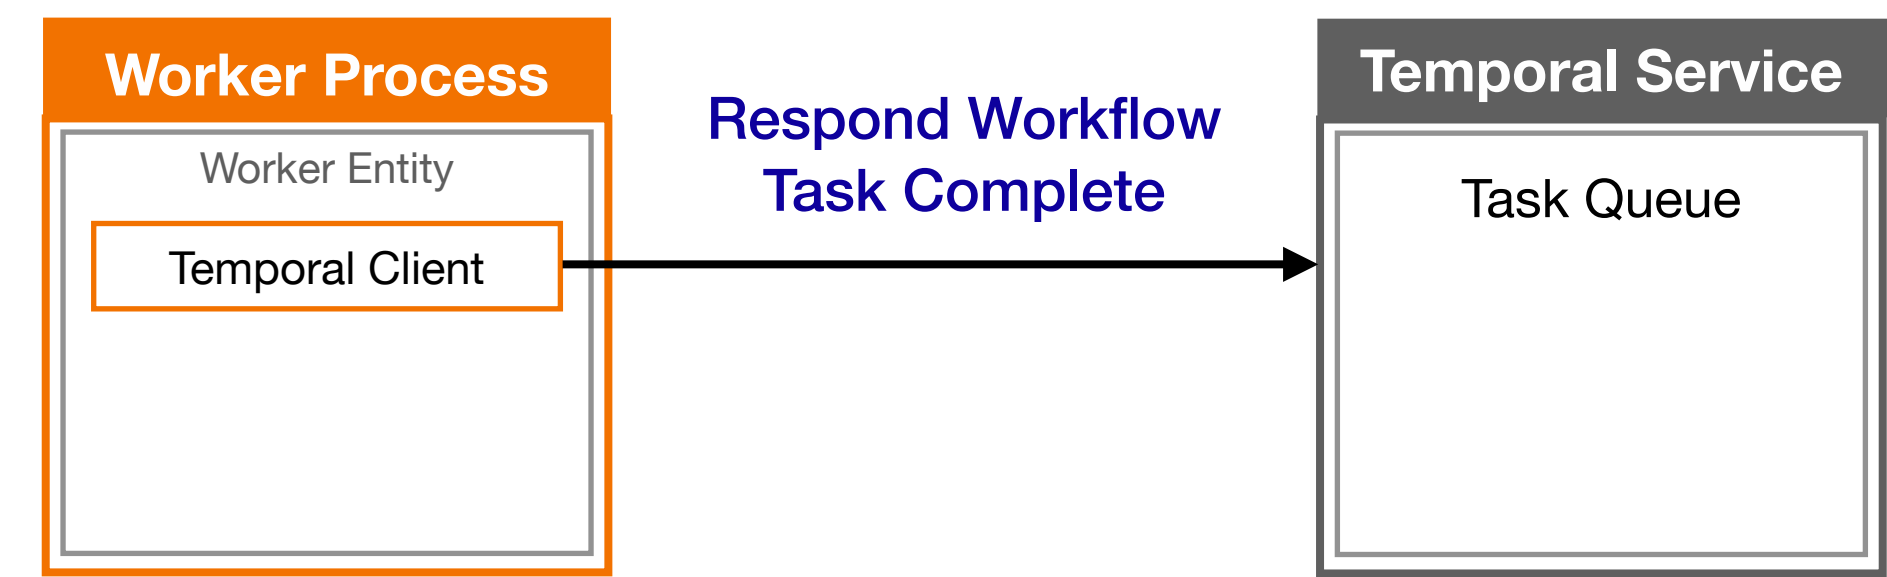 Worker Process
Worker Entity
Temporal Client
Respond Workflow
Task Complete
Temporal Service
Task Queue